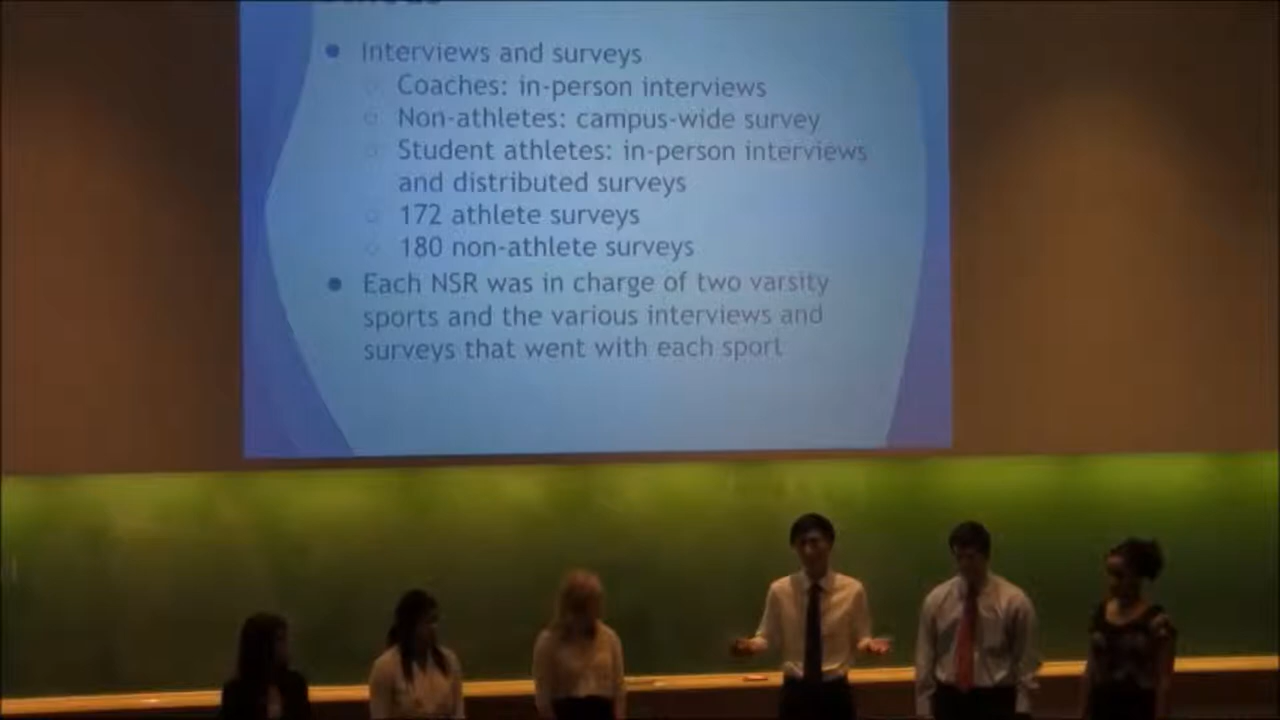 Interviews and surveys
Coaches: in-person interviews
Non-athletes: campus-wide survey
Student athletes: in-person interviews
and distributed surveys
172 athlete surveys
180 non-athlete surveys
Each NSR was in charge of two varsity
sports and the various interviews and
surveys that went with each sport